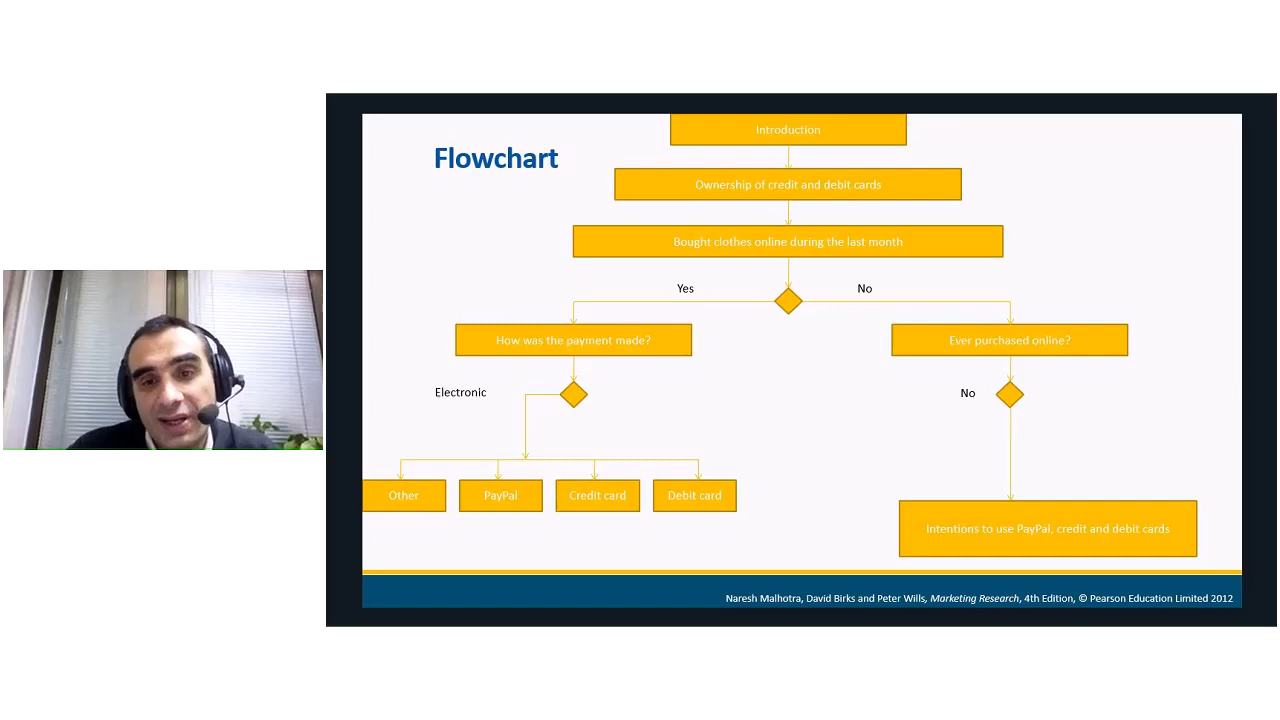 Introduction
Flowchart
Ownership of credit and debit cards
Bought clothes online during the last month
Yes
No
How was the payment made?
Ever purchased online?
Electronic
No
Other
PayPal
Credit card
Debit card
Intentions to use PayPal, credit and debit cards
Naresh Malhotra, David Birks and Peter Wills, Marketing Research, 4th Edition, © Pearson Education Limited 2012